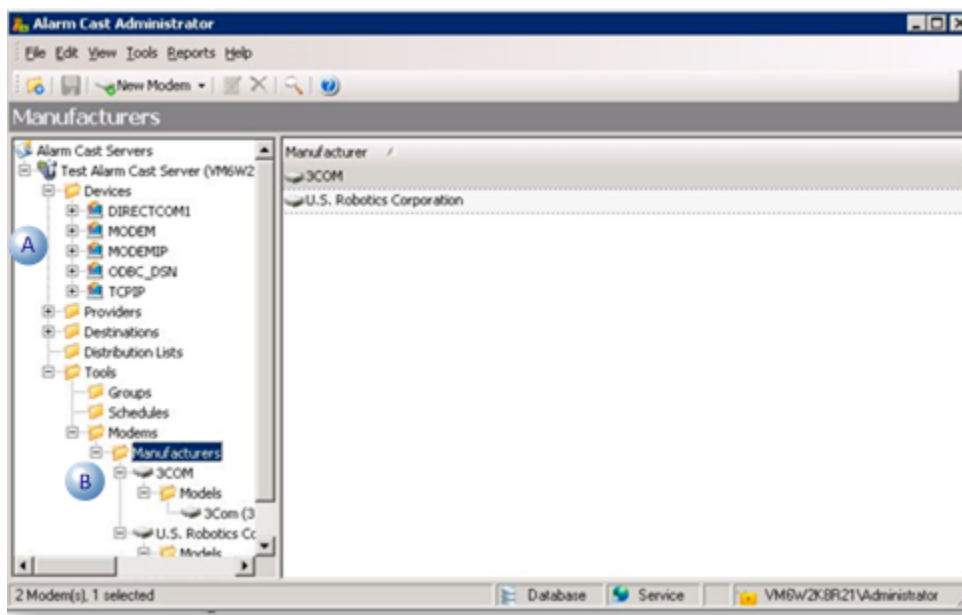 Alarm Cast Administrator
File Edit View Tools Reports Help
New Modem
Manufacturers
Alarm Cast Servers
Test Alarm Cast Server (VM6W2
Devices
DIRECTCOM1
MODEM
MODEMIP
ODBC_DSN
TCPIP
Providers
Destinations
Distribution Lists
Tools
Groups
Schedules
Modems
Manufacturers
3COM
Models
3Com (3
U.S. Robotics Cc
Models
A
B
Manufacturer
3COM
U.S. Robotics Corporation
2 Modem(s), 1 selected
Database
Service
VM6W2K8R21\Administrator